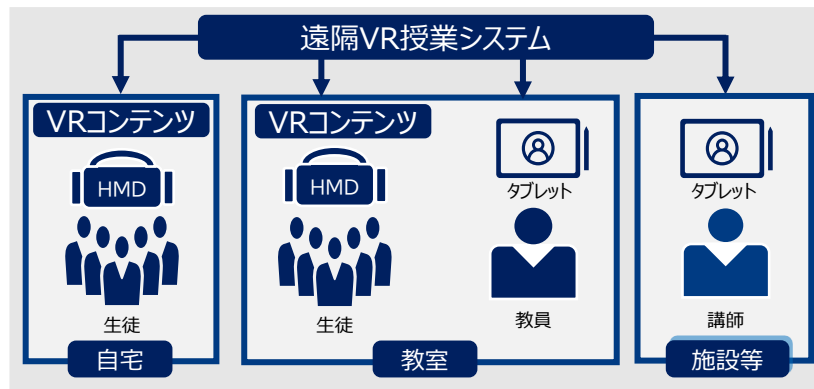 遠隔VR授業システム
VRコンテンツ
HMD
生徒
自宅
VRコンテンツ
HMD
生徒
タブレット
教員
教室
タブレット
講師
施設等